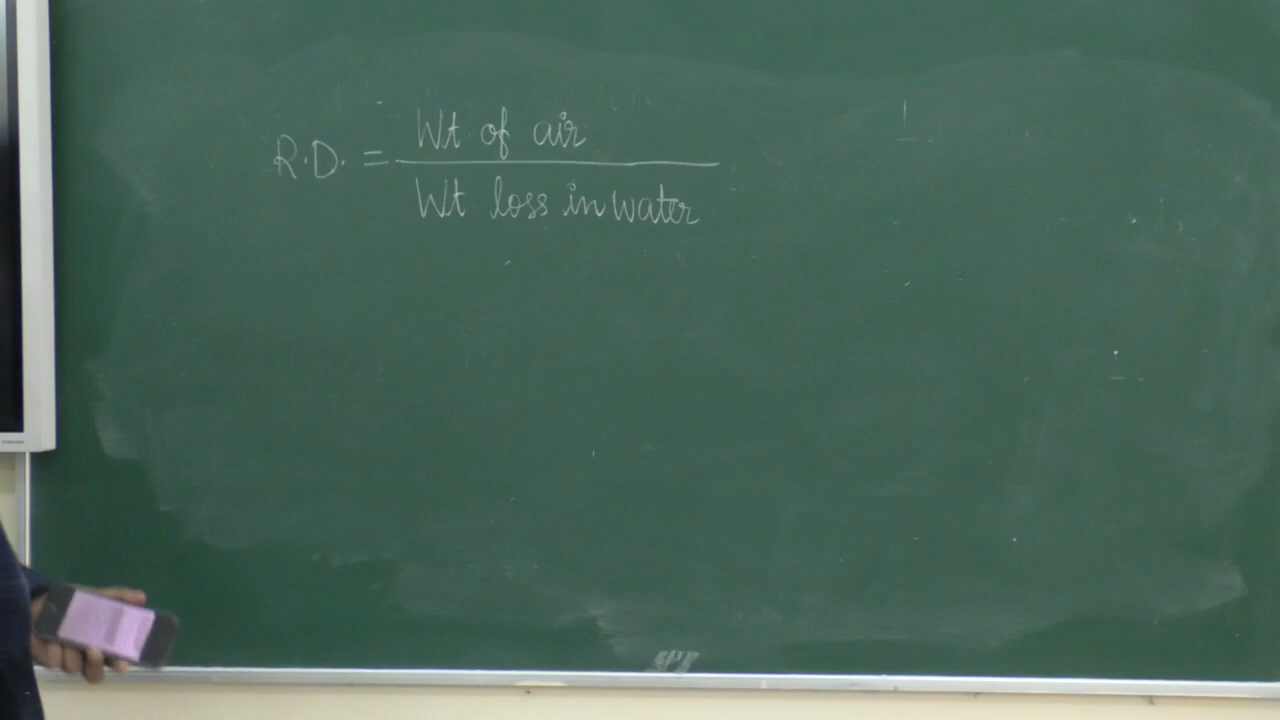 R.D. = Wt. of air
Wt. loss in water